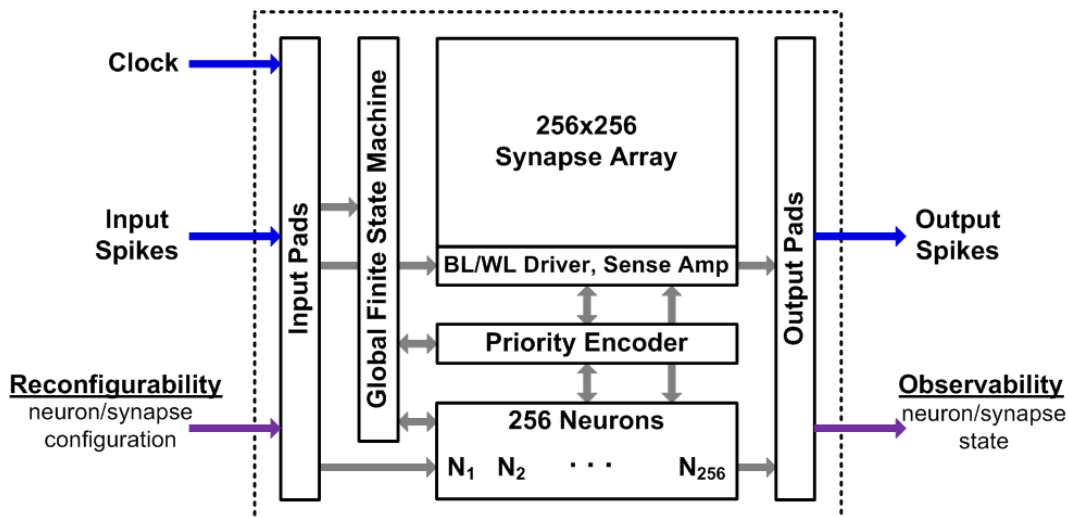 Clock
Input
Spikes
Reconfigurability
neuron/synapse
configuration
Input Pads
Global Finite State Machine
256x256
Synapse Array
BL/WL Driver, Sense Amp
Priority Encoder
256 Neurons
N₁ N₂ · · · N₂₅₆
Output Pads
Output
Spikes
Observability
neuron/synapse
state